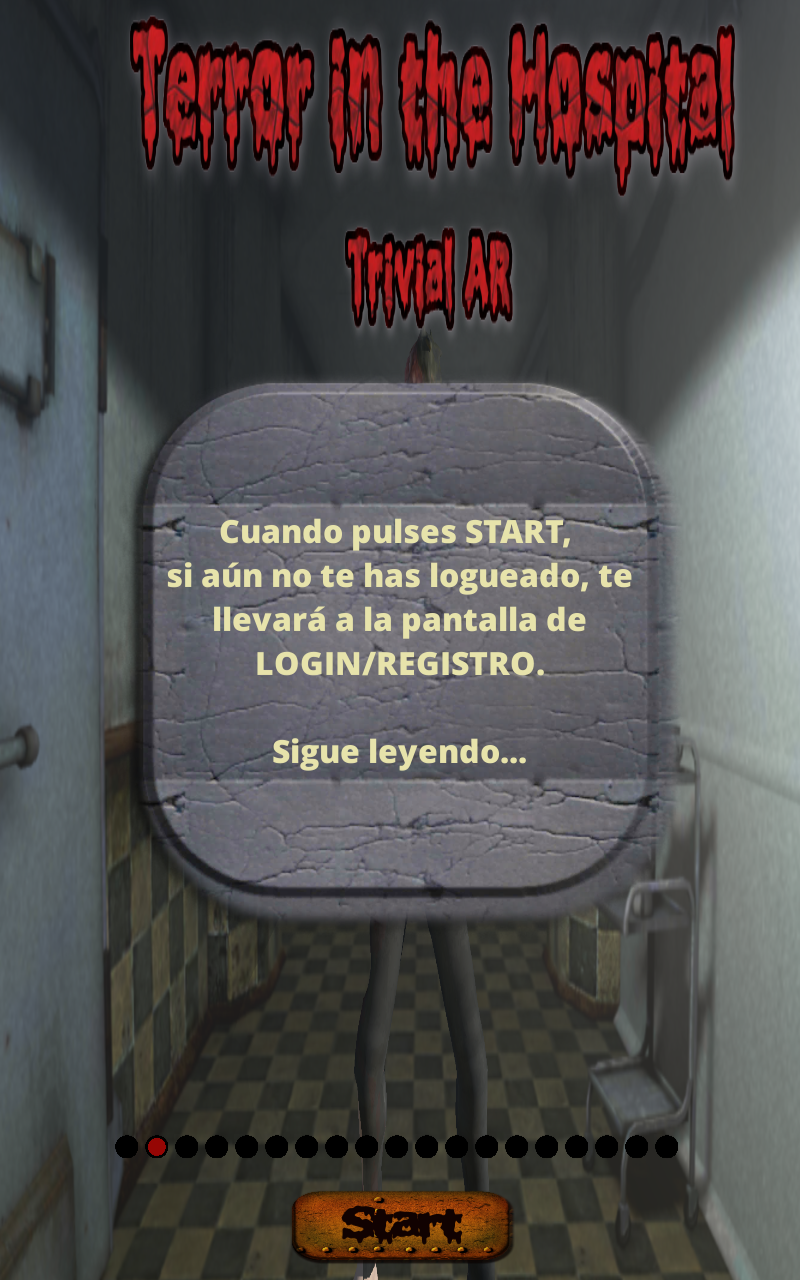 Terror in the Hospital
Trivial AR
Cuando pulses START,
si aún no te has logueado, te
llevará a la pantalla de
LOGIN/REGISTRO.
Sigue leyendo...
Start